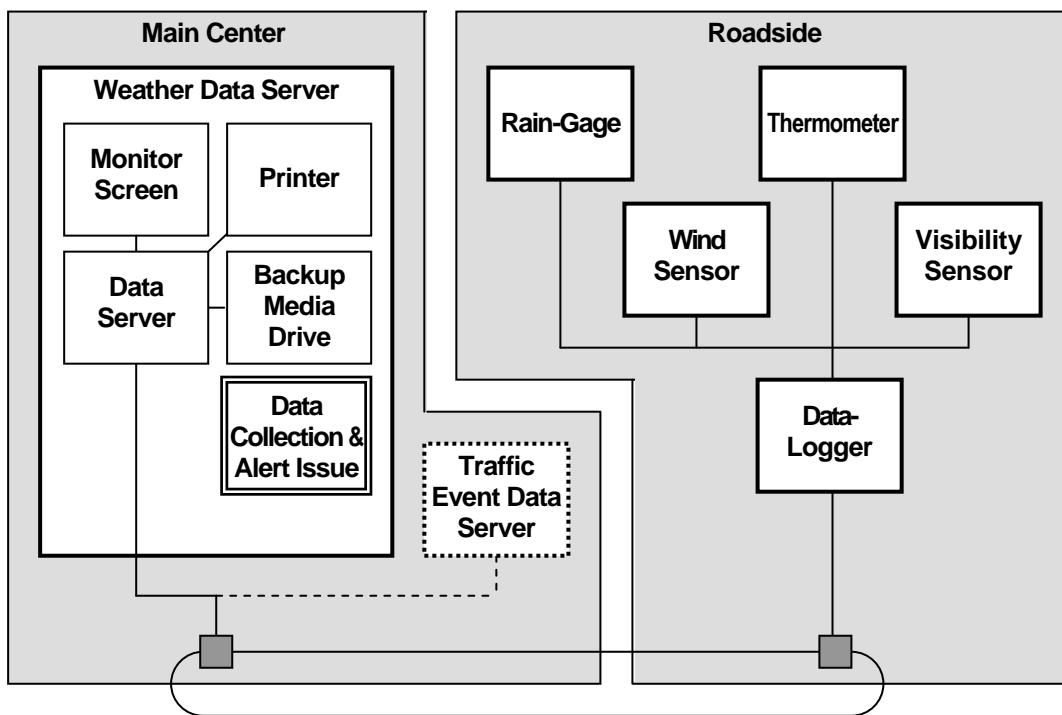 Main Center
Weather Data Server
Monitor
Screen
Printer
Data
Server
Backup
Media
Drive
Data
Collection &
Alert Issue
Traffic
Event Data
Server
Roadside
Rain-Gage
Thermometer
Wind
Sensor
Visibility
Sensor
Data-
Logger